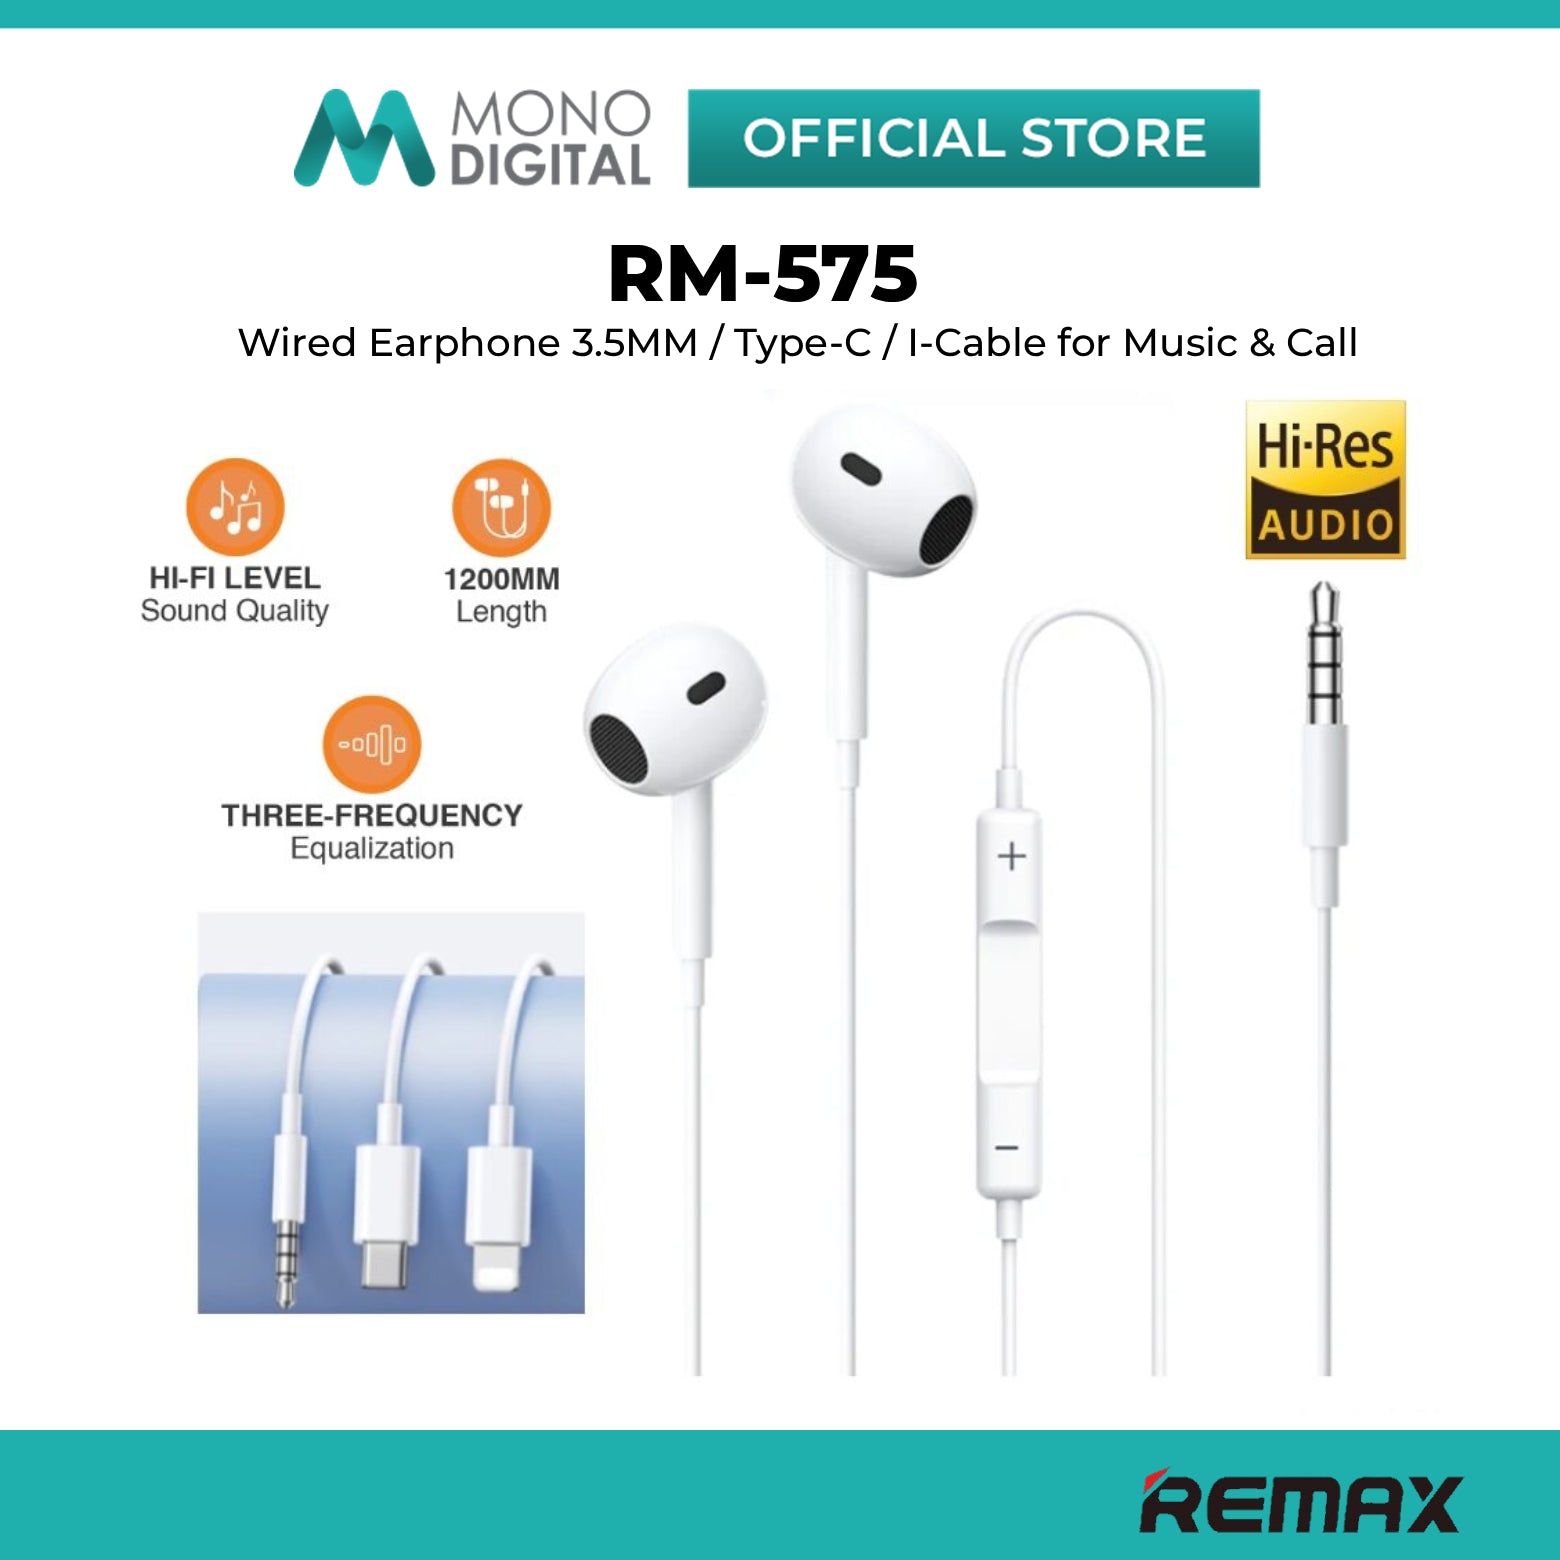 MONO
DIGITAL
OFFICIAL STORE
RM-575
Wired Earphone 3.5MM / Type-C / I-Cable for Music & Call
Hi-Res
AUDIO
HI-FI LEVEL
Sound Quality
1200MM
Length
THREE-FREQUENCY
Equalization
+
−
REMAX